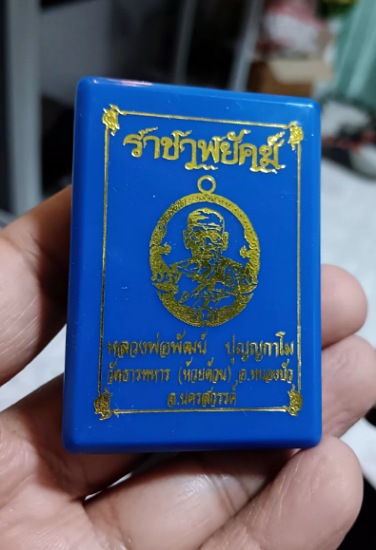 ราชาพยัคฆ์
หลวงพ่อพัฒน์ ปุญญกาโม
วัดธารทหาร (ห้วยด้วน) อ.หนองบัว
จ.นครสวรรค์